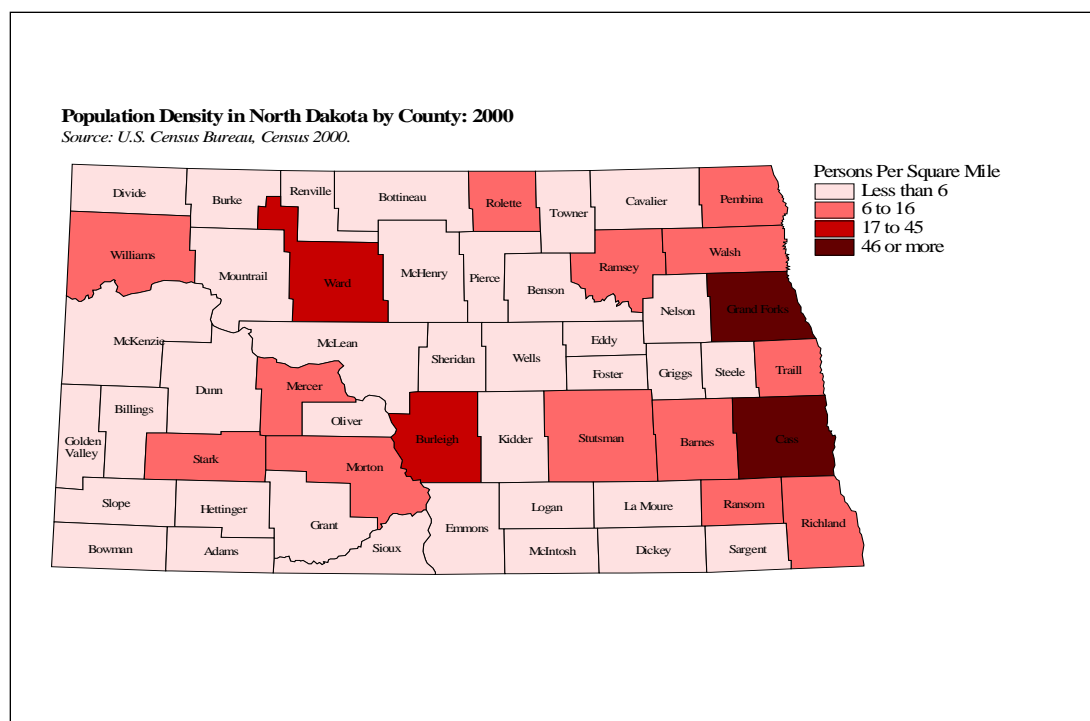 Population Density in North Dakota by County: 2000
Source: U.S. Census Bureau, Census 2000.
Persons Per Square Mile
Less than 6
6 to 16
17 to 45
46 or more
Divide
Burke
Renville
Bottineau
Rolette
Towner
Cavalier
Pembina
Williams
Mountrail
Ward
McHenry
Pierce
Benson
Ramsey
Walsh
Nelson
Grand Forks
McKenzie
McLean
Sheridan
Wells
Eddy
Foster
Griggs
Steele
Traill
Dunn
Mercer
Oliver
Billings
Golden
Valley
Stark
Morton
Burleigh
Kidder
Stutsman
Barnes
Cass
Slope
Hettinger
Grant
Emmons
Logan
La Moure
Ransom
Richland
Bowman
Adams
Sioux
McIntosh
Dickey
Sargent